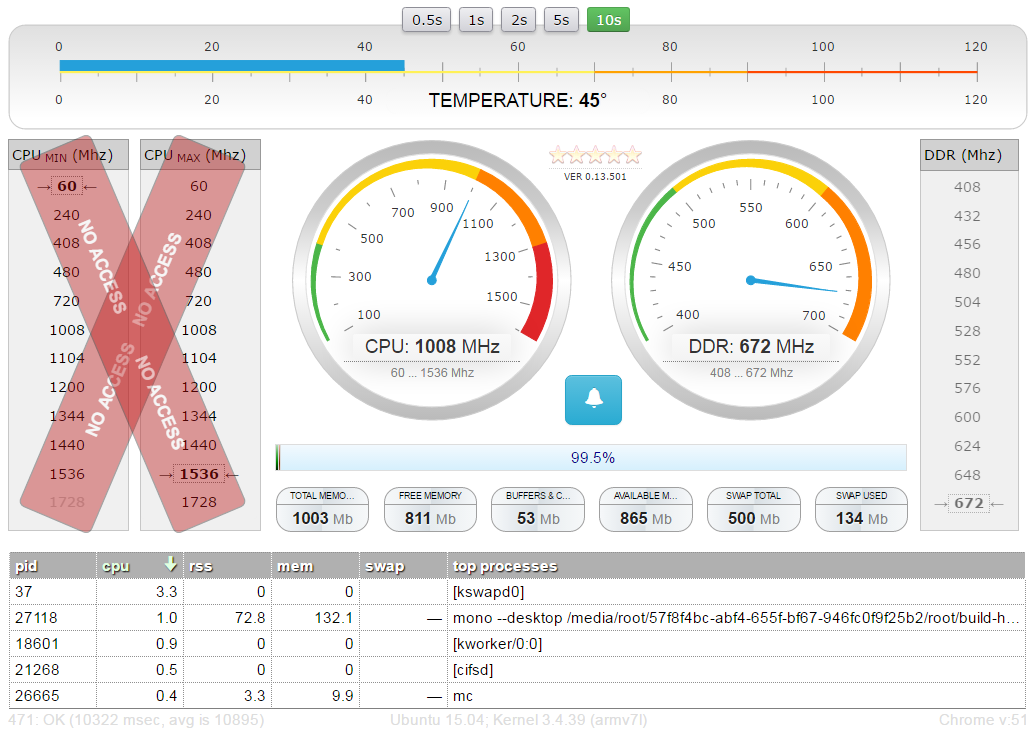 0.5s 1s 2s 5s 10s
0 20 40 60 80 100 120
TEMPERATURE: 45°
0 20 40 80 100 120
CPU MIN (Mhz)
→ 60 ←
240
408
480
720
1008
1104
1200
1344
1440
1536
1728
NO ACCESS
NO ACCESS
CPU MAX (Mhz)
60
240
408
480
720
1008
1104
1200
1344
1440
→ 1536 ←
1728
NO ACCESS
NO ACCESS
100 300 500 700 900 1100 1300 1500
CPU: 1008 MHz
60 ... 1536 Mhz
VER 0.13.501
400 450 500 550 600 650 700
DDR: 672 MHz
408 ... 672 Mhz
DDR (Mhz)
408
432
456
480
504
528
552
576
600
624
648
→ 672 ←
99.5%
TOTAL MEMO... FREE MEMORY BUFFERS & C... AVAILABLE M... SWAP TOTAL SWAP USED
1003 Mb 811 Mb 53 Mb 865 Mb 500 Mb 134 Mb
pid cpu rss mem swap top processes
37 3.3 0 0 [kswapd0]
27118 1.0 72.8 132.1 — mono --desktop /media/root/57f8f4bc-abf4-655f-bf67-946fc0f9f25b2/root/build-h...
18601 0.9 0 0 [kworker/0:0]
21268 0.5 0 0 [cifsd]
26665 0.4 3.3 9.9 — mc
471: OK (10322 msec, avg is 10895) Ubuntu 15.04; Kernel 3.4.39 (armv7l) Chrome v:51